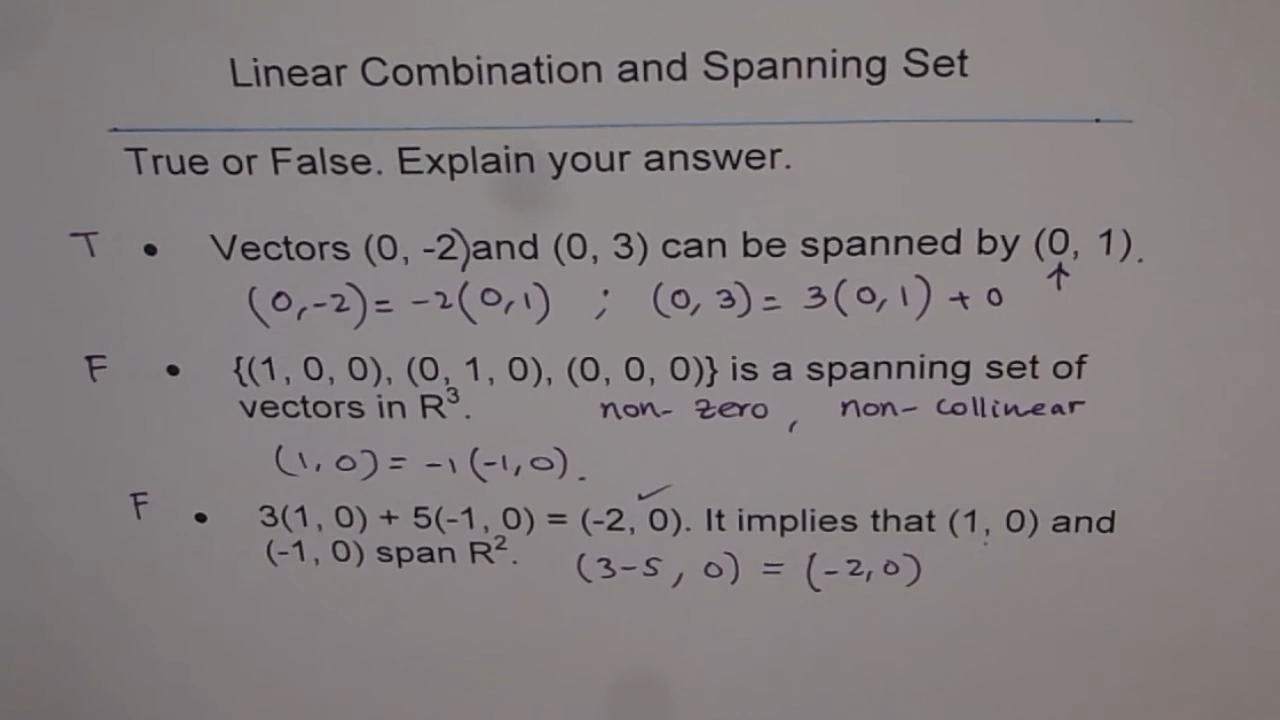 Linear Combination and Spanning Set
True or False. Explain your answer.
T • Vectors (0, -2)and (0, 3) can be spanned by (0, 1).
(0,-2) = -2(0,1) ; (0, 3) = 3(0,1) + 0 ↑
F • {(1, 0, 0), (0, 1, 0), (0, 0, 0)} is a spanning set of
vectors in R³. non-zero, non-collinear
(1,0) = -1(-1,0).
F • 3(1, 0) + 5(-1, 0) = (-2, 0). ✓ It implies that (1, 0) and
(-1, 0) span R². (3-5, 0) = (-2,0)